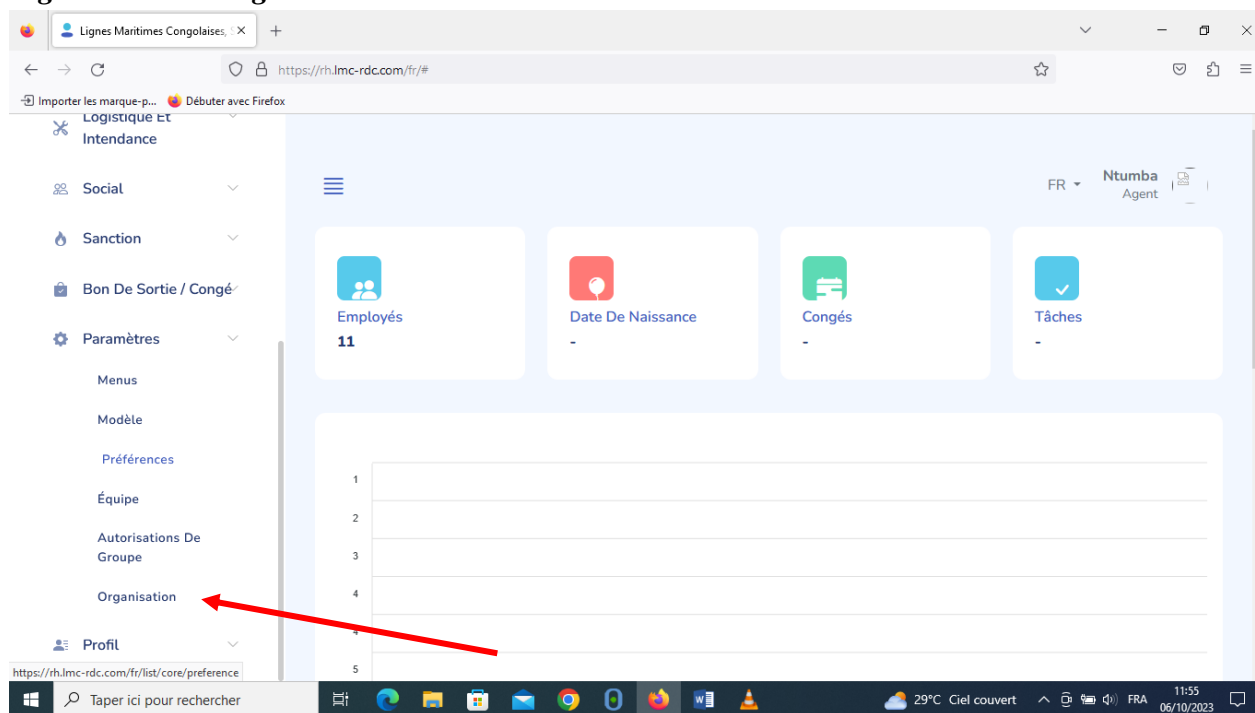 Lignes Maritimes Congolaises, S
https://rh.lmc-rdc.com/fr/#
Importer les marque-p... Débuter avec Firefox
Logistique Et
Intendance
Social
Sanction
Bon De Sortie / Congé
Paramètres
Menus
Modèle
Préférences
Équipe
Autorisations De
Groupe
Organisation
Profil
https://rh.lmc-rdc.com/fr/list/core/preference
FR
Ntumba
Agent
Employés
11
Date De Naissance
-
Congés
-
Tâches
-
1
2
3
4
4
5
Taper ici pour rechercher
29°C Ciel couvert
FRA
11:55
06/10/2023